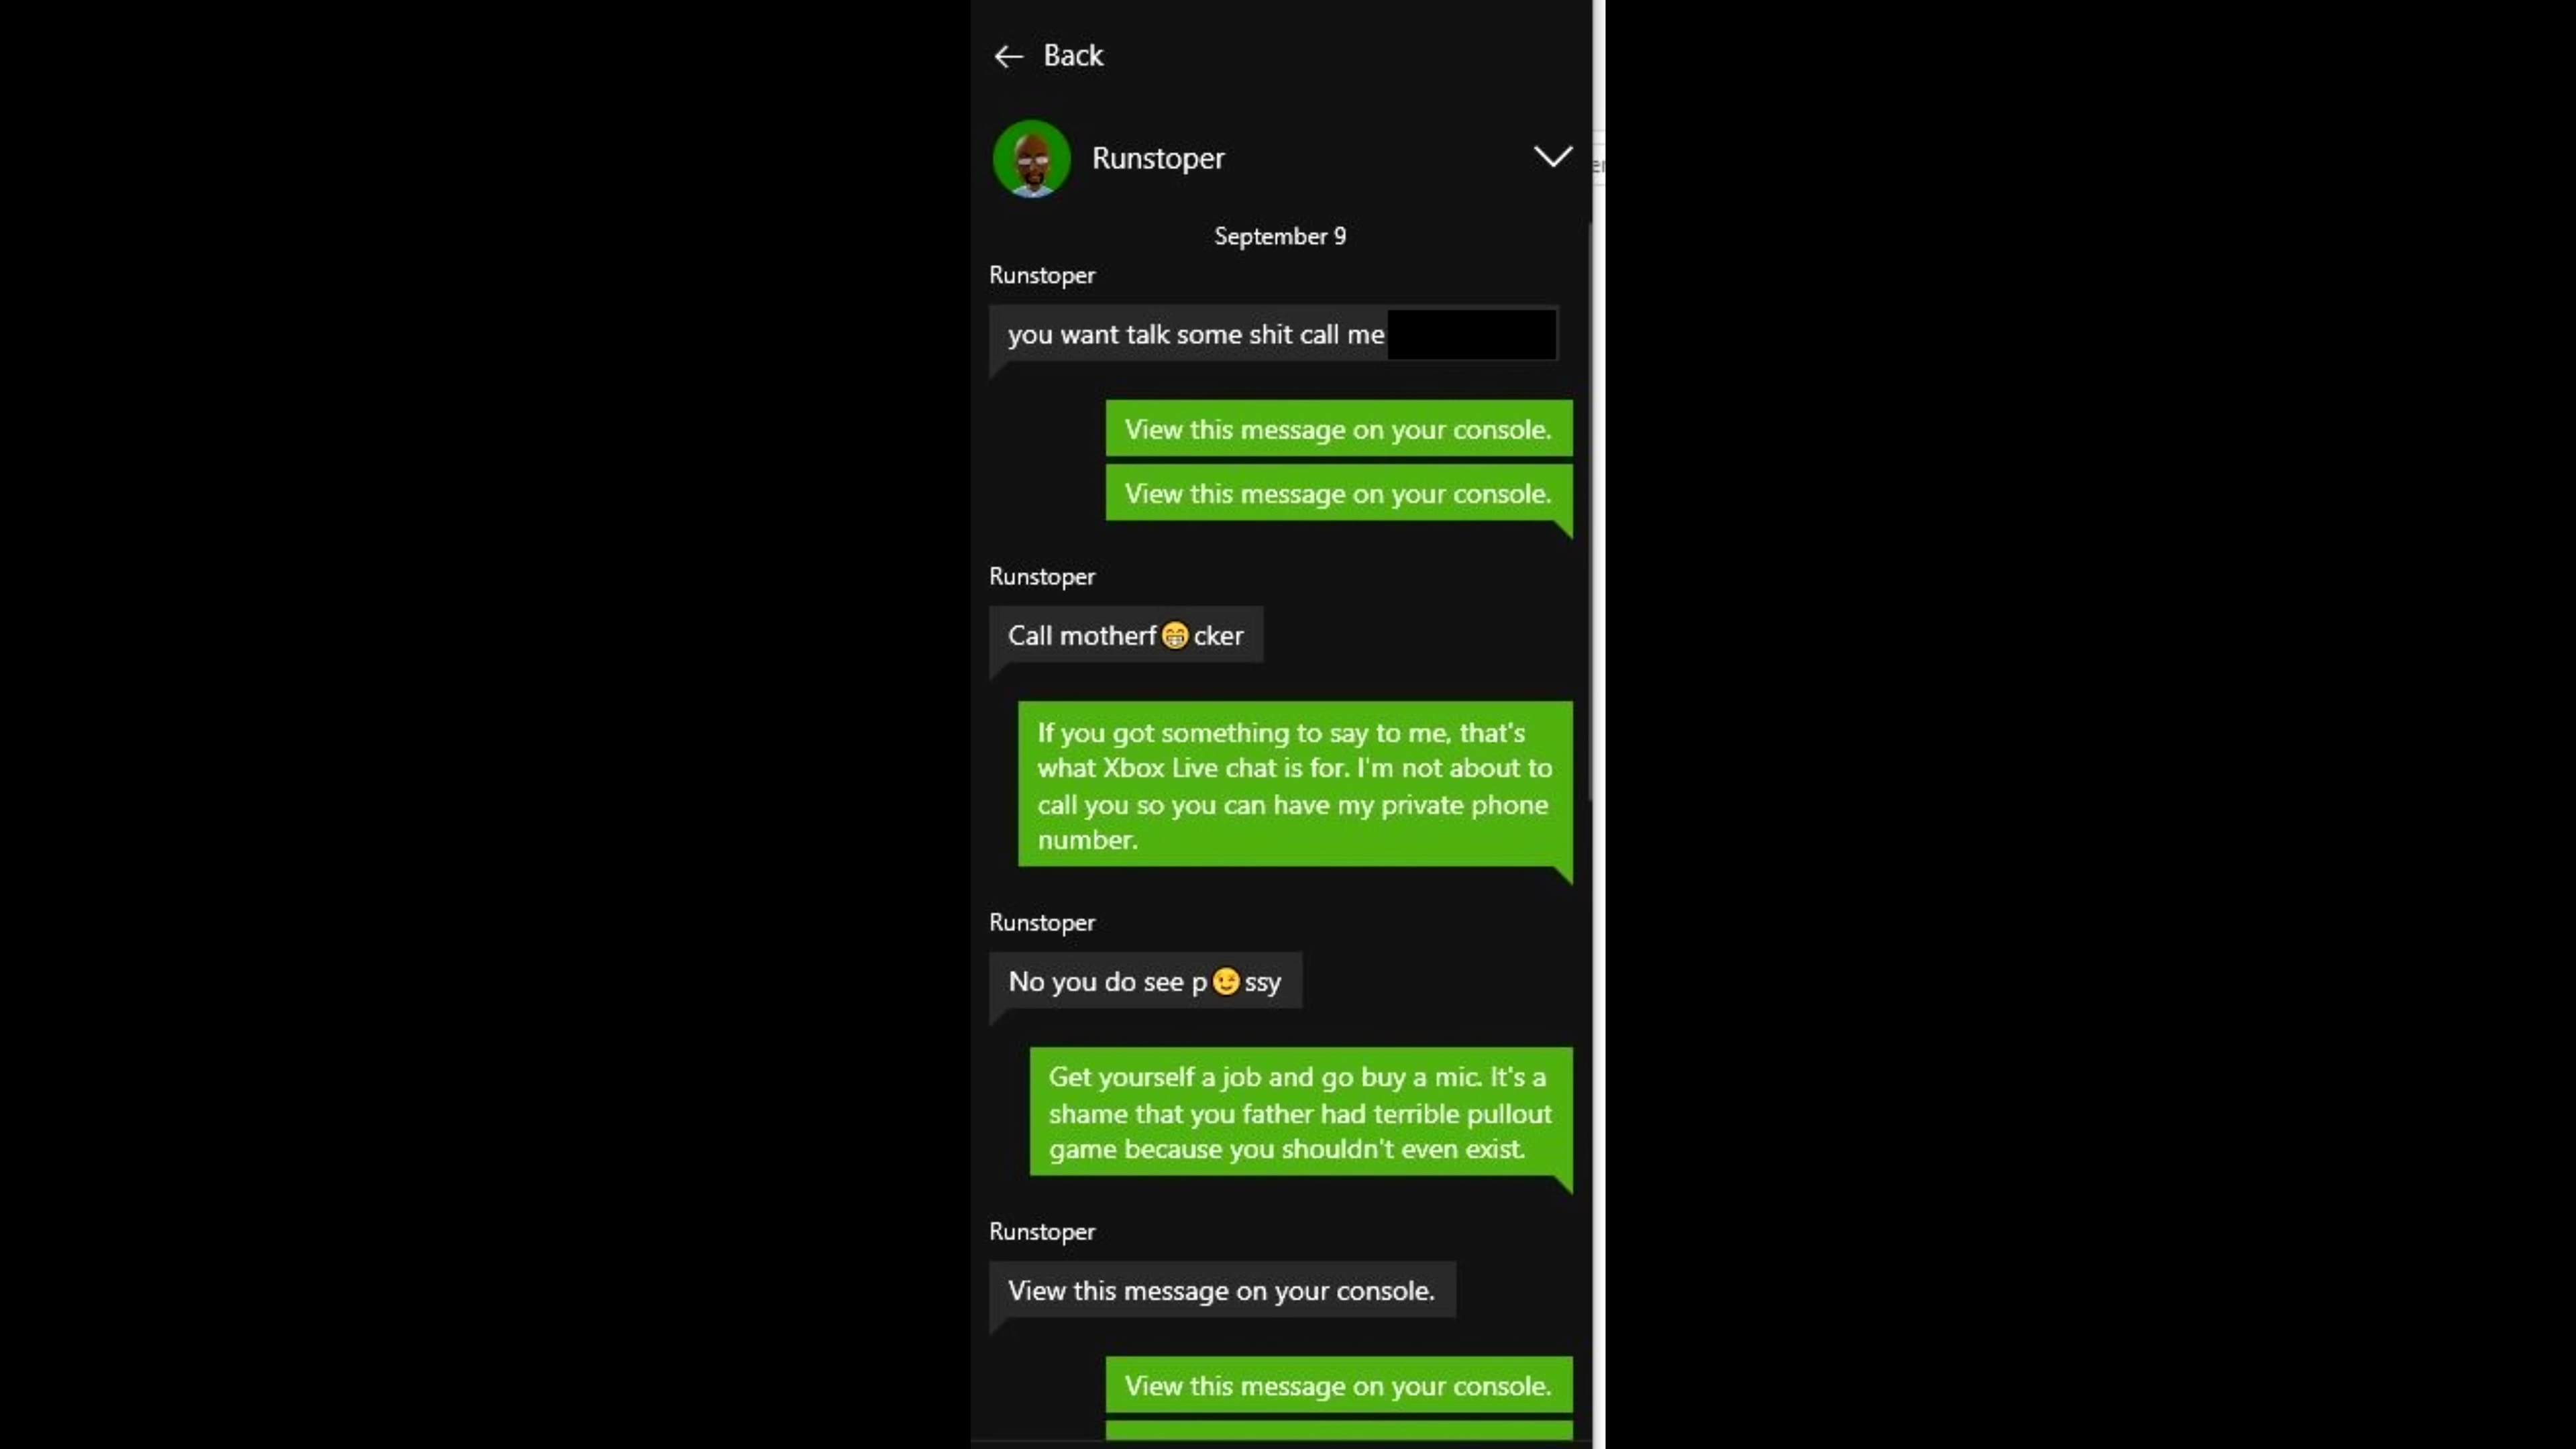 Back
Runstoper
September 9
Runstoper
you want talk some shit call me
View this message on your console.
View this message on your console.
Runstoper
Call motherf😁cker
If you got something to say to me, that's
what Xbox Live chat is for. I'm not about to
call you so you can have my private phone
number.
Runstoper
No you do see p😉ssy
Get yourself a job and go buy a mic. It's a
shame that you father had terrible pullout
game because you shouldn't even exist.
Runstoper
View this message on your console.
View this message on your console.